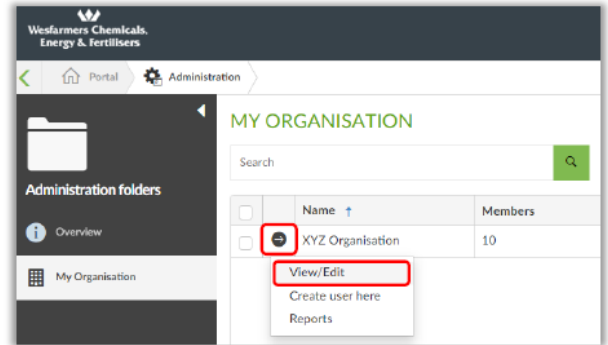 Wesfarmers Chemicals,
Energy & Fertilisers
Portal
Administration
Administration folders
Overview
My Organisation
MY ORGANISATION
Search
Name ↑ Members
XYZ Organisation 10
View/Edit
Create user here
Reports